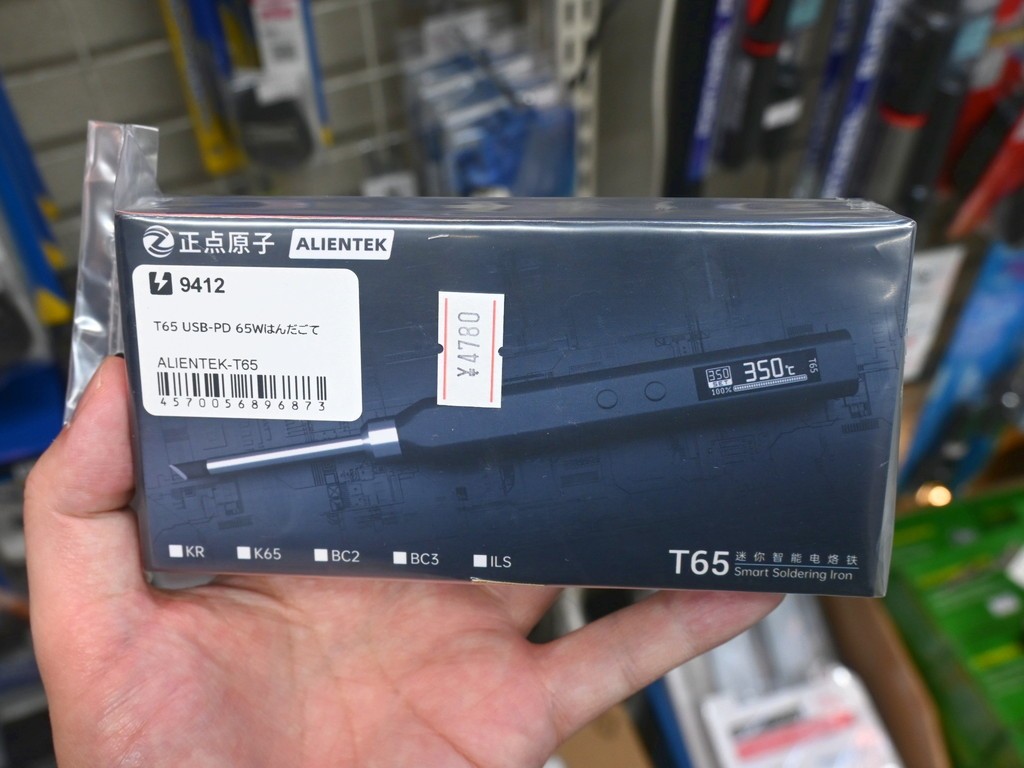 正点原子 ALIENTEK
9412
T65 USB-PD 65Wはんだごて
ALIENTEK-T65
4570056896873
¥4780
350
SET
100%
350℃
T65
KR K65 BC2 BC3 ILS
T65 迷你智能电烙铁
Smart Soldering Iron